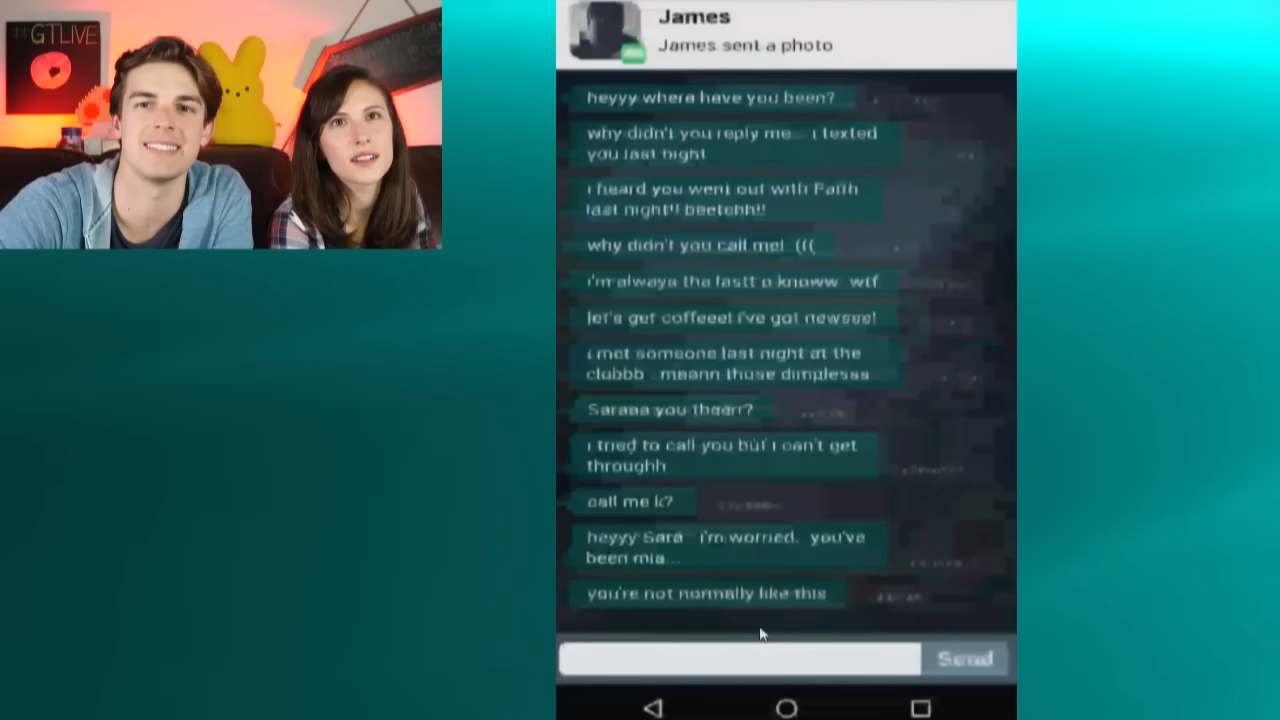 #GTLIVE
James
James sent a photo
heyyy where have you been?
why didn't you reply me... i texted
you last night
i heard you went out with Faith
last night!! beetchh!!
why didn't you call me! (((
i'm always the lastt o knoww wtf
let's get coffeee! i've got newsss!
i met someone last night at the
clubbb . meann those dimplesss
Saraaa you theerr?
i tried to call you but i can't get
throughh
call me k?
heyyy Sara i'm worried. you've
been mia...
you're not normally like this
Send